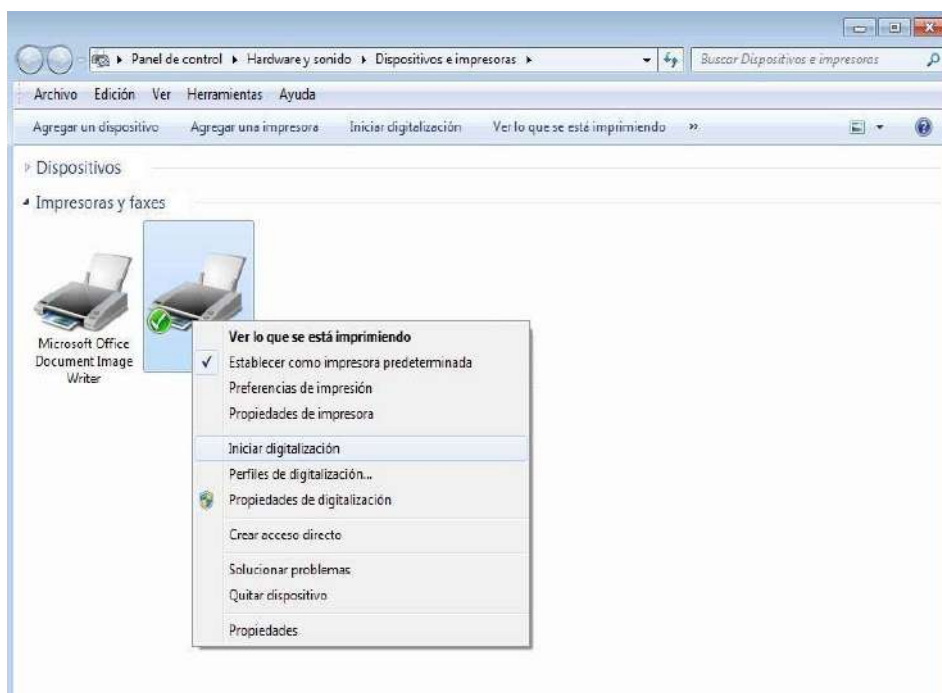 Panel de control Hardware y sonido Dispositivos e impresoras
Buscar Dispositivos e impresoras
Archivo Edición Ver Herramientas Ayuda
Agregar un dispositivo Agregar una impresora Iniciar digitalización Ver lo que se está imprimiendo »
Dispositivos
Impresoras y faxes
Microsoft Office
Document Image
Writer
Ver lo que se está imprimiendo
Establecer como impresora predeterminada
Preferencias de impresión
Propiedades de impresora
Iniciar digitalización
Perfiles de digitalización...
Propiedades de digitalización
Crear acceso directo
Solucionar problemas
Quitar dispositivo
Propiedades